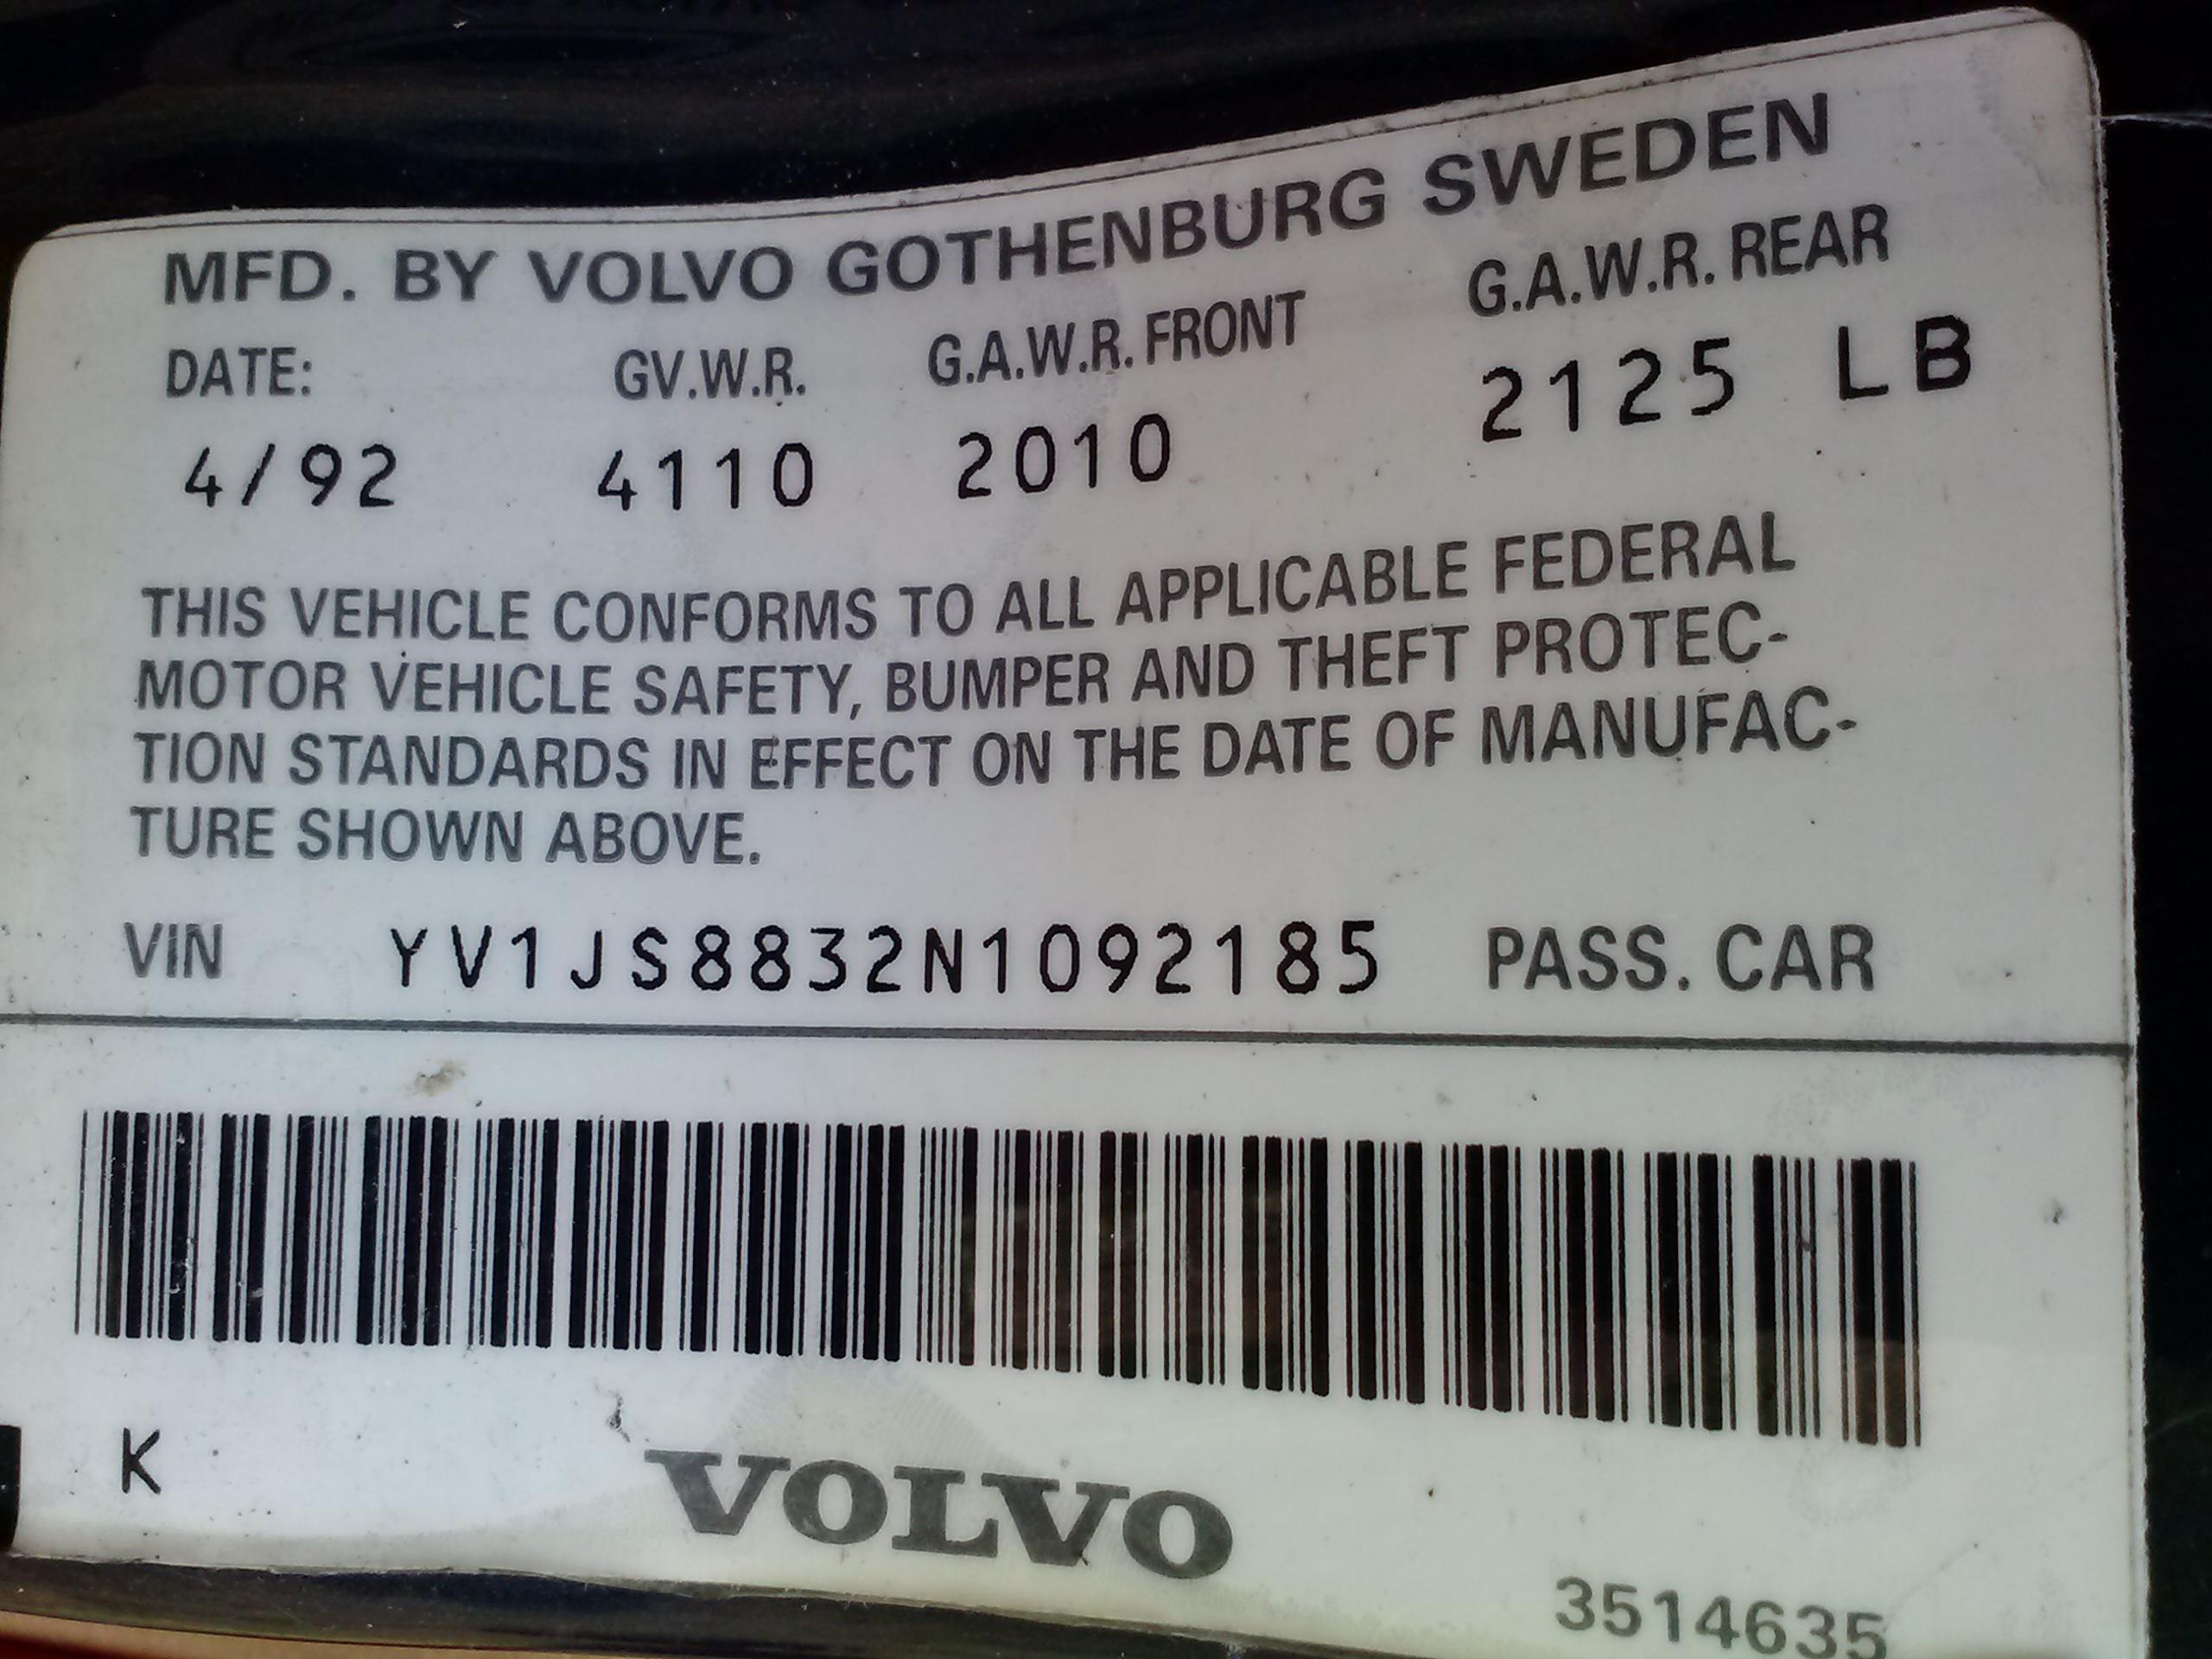 MFD. BY VOLVO GOTHENBURG SWEDEN
DATE: GV.W.R. G.A.W.R. FRONT G.A.W.R. REAR
4/92 4110 2010 2125 LB
THIS VEHICLE CONFORMS TO ALL APPLICABLE FEDERAL
MOTOR VEHICLE SAFETY, BUMPER AND THEFT PROTEC-
TION STANDARDS IN EFFECT ON THE DATE OF MANUFAC-
TURE SHOWN ABOVE.
VIN YV1JS8832N1092185 PASS. CAR
K
VOLVO
3514635